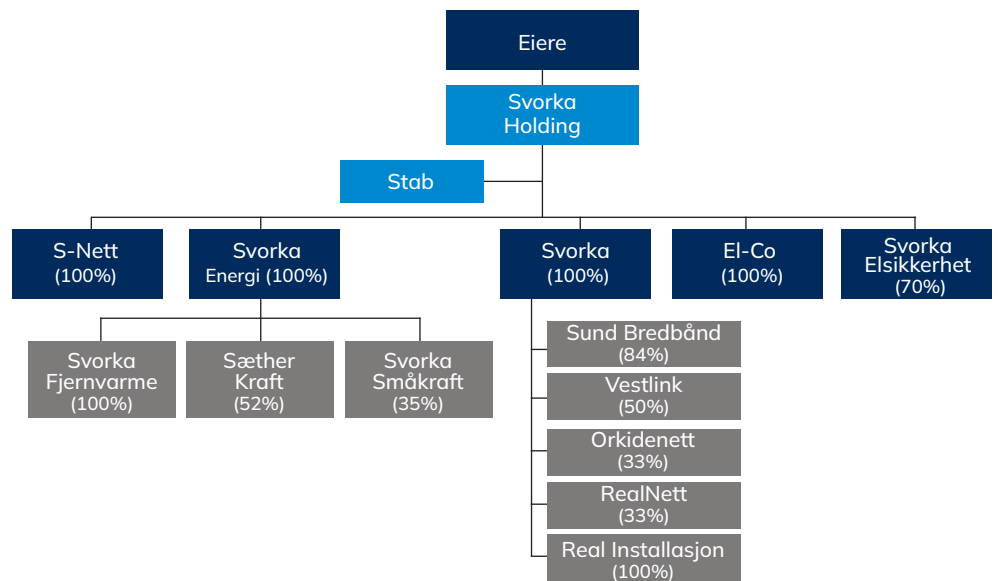 Eiere
Svorka
Holding
Stab
S-Nett
(100%)
Svorka
Energi (100%)
Svorka
(100%)
El-Co
(100%)
Svorka
Elsikkerhet
(70%)
Svorka
Fjernvarme
(100%)
Sæther
Kraft
(52%)
Svorka
Småkraft
(35%)
Sund Bredbånd
(84%)
Vestlink
(50%)
Orkidenett
(33%)
RealNett
(33%)
Real Installasjon
(100%)